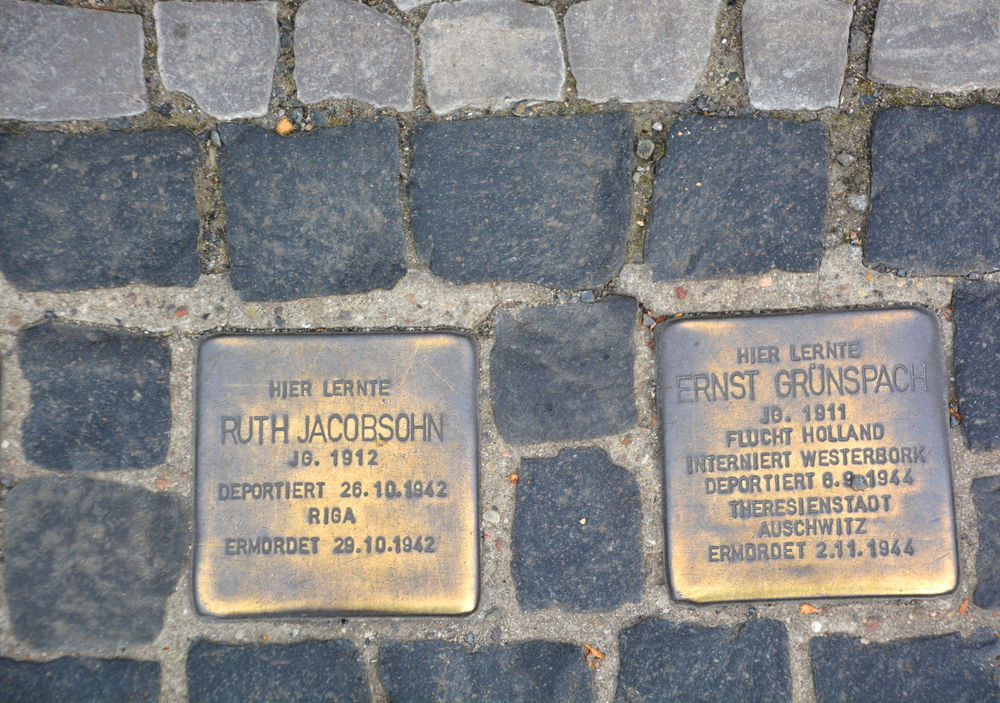 HIER LERNTE
RUTH JACOBSOHN
JG. 1912
DEPORTIERT 26.10.1942
RIGA
ERMORDET 29.10.1942
HIER LERNTE
ERNST GRÜNSPACH
JG. 1911
FLUCHT HOLLAND
INTERNIERT WESTERBORK
DEPORTIERT 6.9.1944
THERESIENSTADT
AUSCHWITZ
ERMORDET 2.11.1944